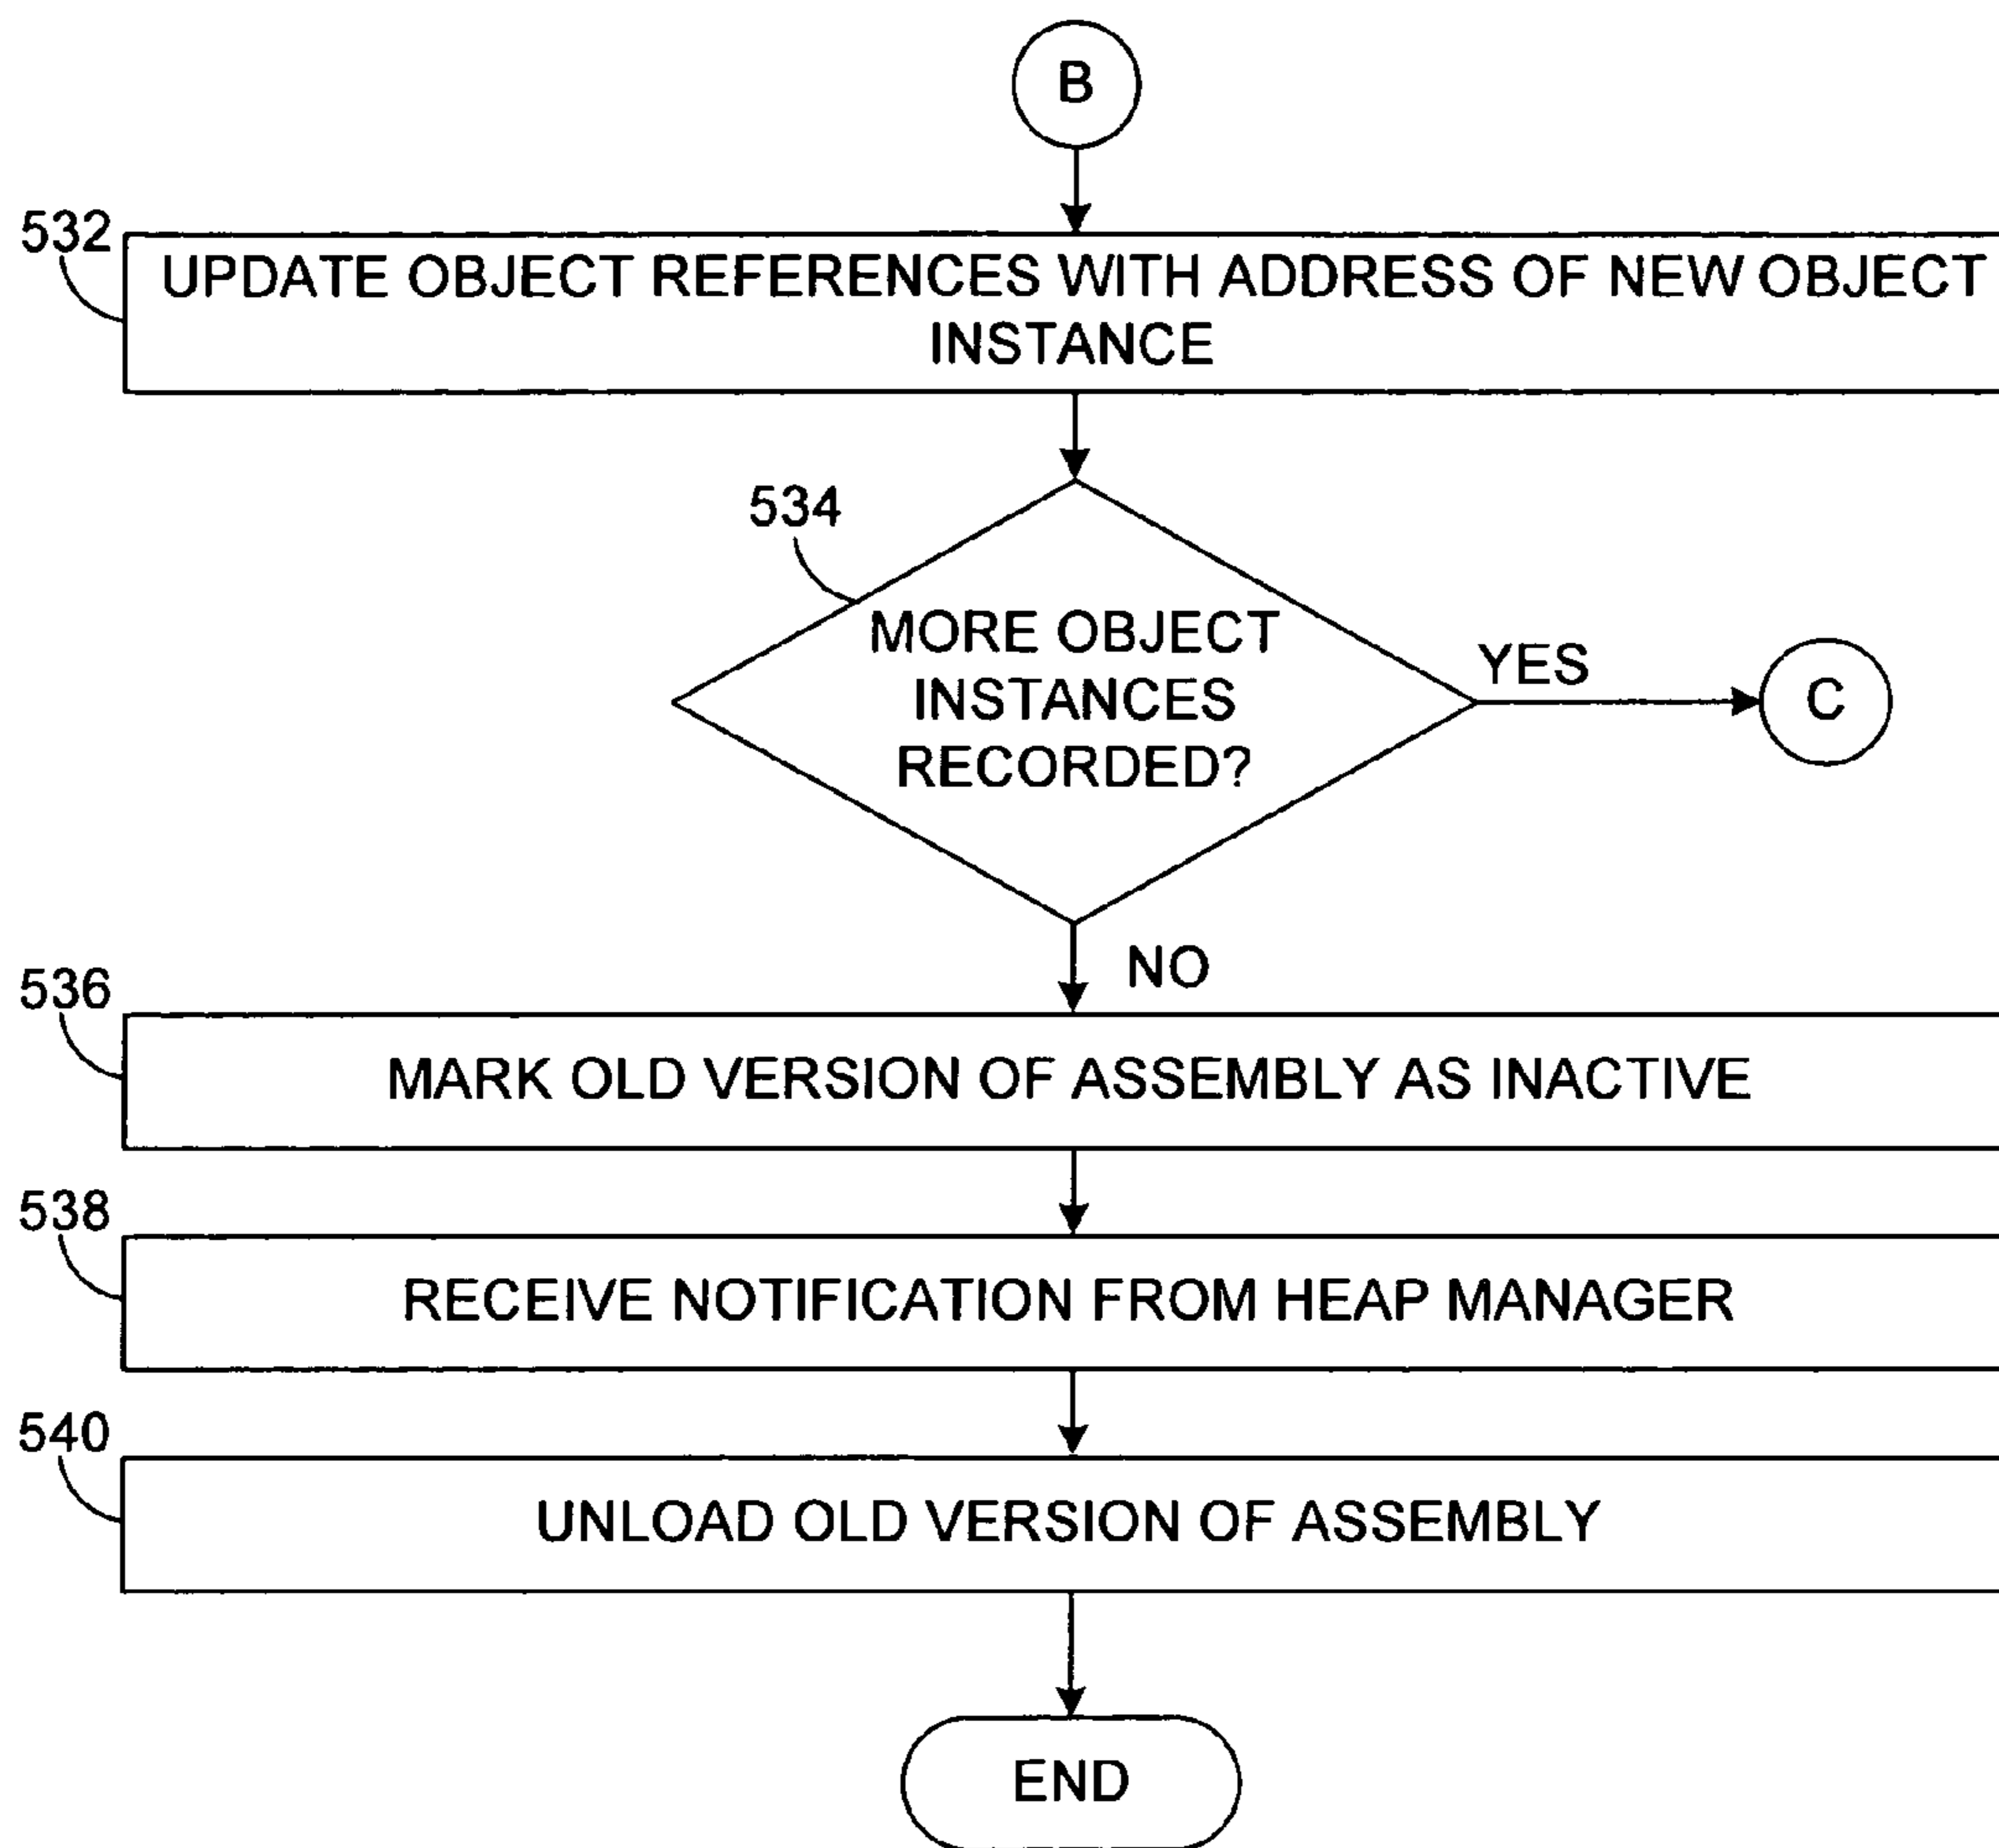 B
532
UPDATE OBJECT REFERENCES WITH ADDRESS OF NEW OBJECT
INSTANCE
534
MORE OBJECT
INSTANCES
RECORDED?
YES
C
NO
536
MARK OLD VERSION OF ASSEMBLY AS INACTIVE
538
RECEIVE NOTIFICATION FROM HEAP MANAGER
540
UNLOAD OLD VERSION OF ASSEMBLY
END